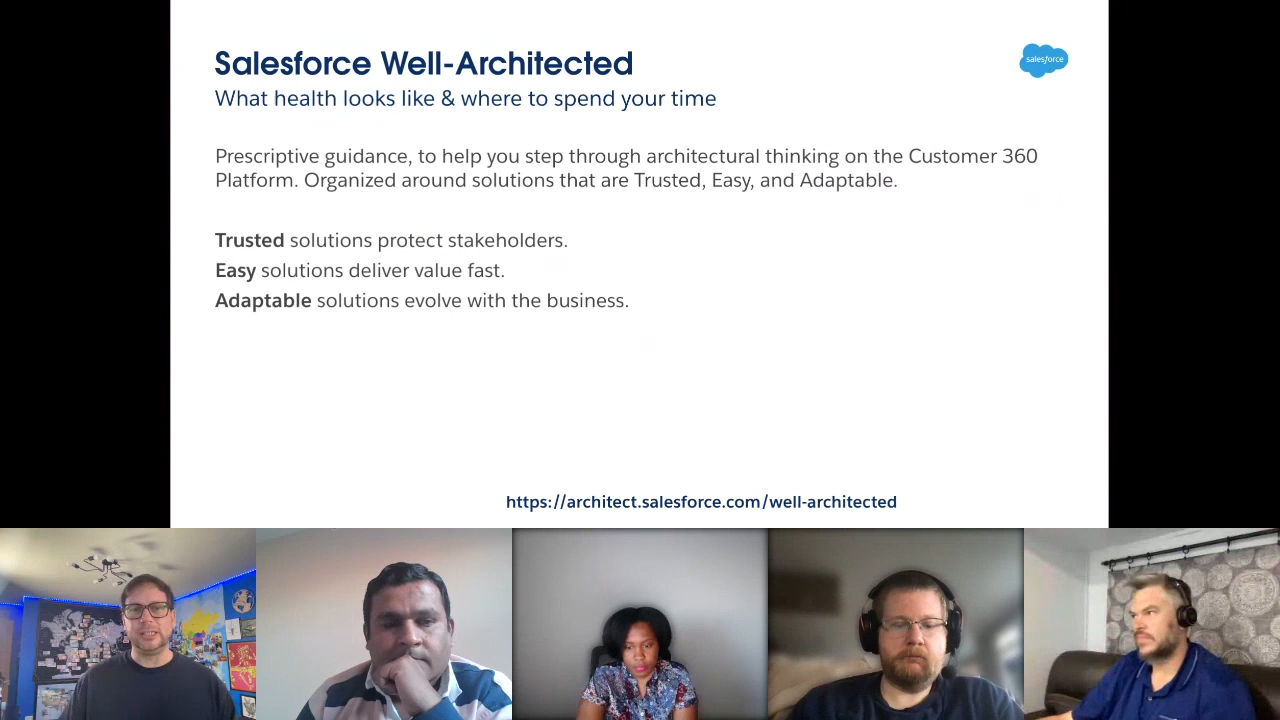 Salesforce Well-Architected
salesforce
What health looks like & where to spend your time
Prescriptive guidance, to help you step through architectural thinking on the Customer 360
Platform. Organized around solutions that are Trusted, Easy, and Adaptable.
Trusted solutions protect stakeholders.
Easy solutions deliver value fast.
Adaptable solutions evolve with the business.
https://architect.salesforce.com/well-architected